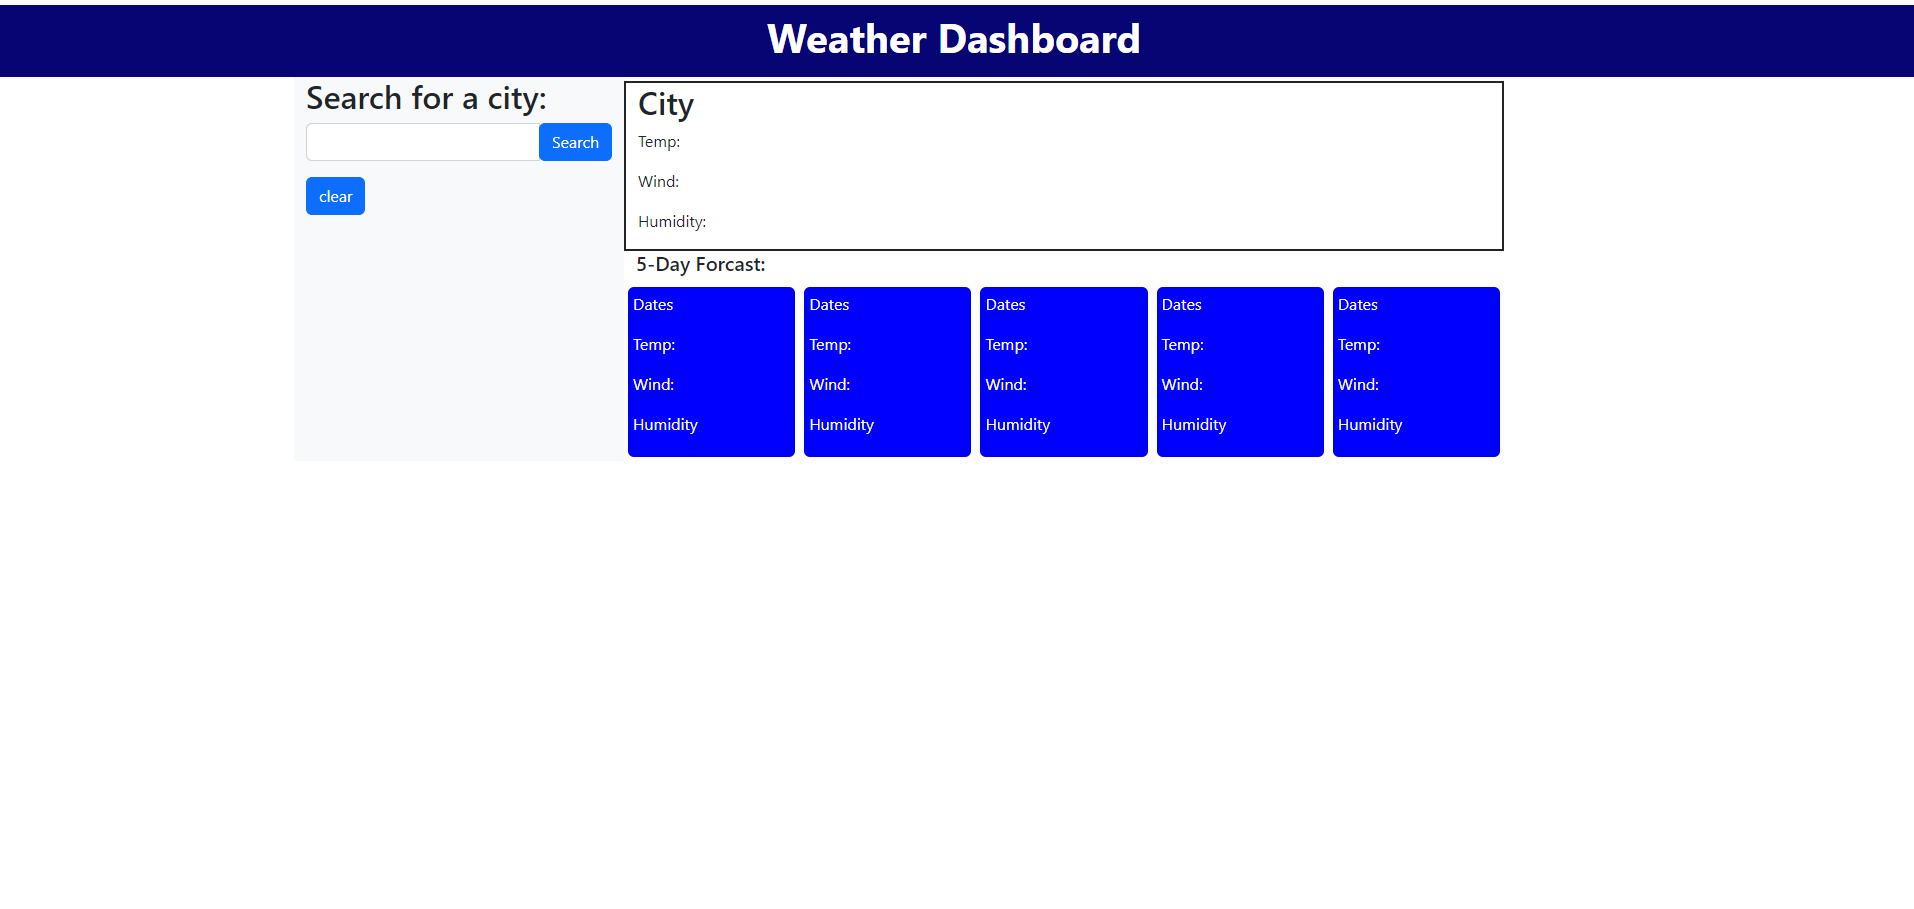 Weather Dashboard
Search for a city:
Search
clear
City
Temp:
Wind:
Humidity:
5-Day Forcast:
Dates
Temp:
Wind:
Humidity
Dates
Temp:
Wind:
Humidity
Dates
Temp:
Wind:
Humidity
Dates
Temp:
Wind:
Humidity
Dates
Temp:
Wind:
Humidity